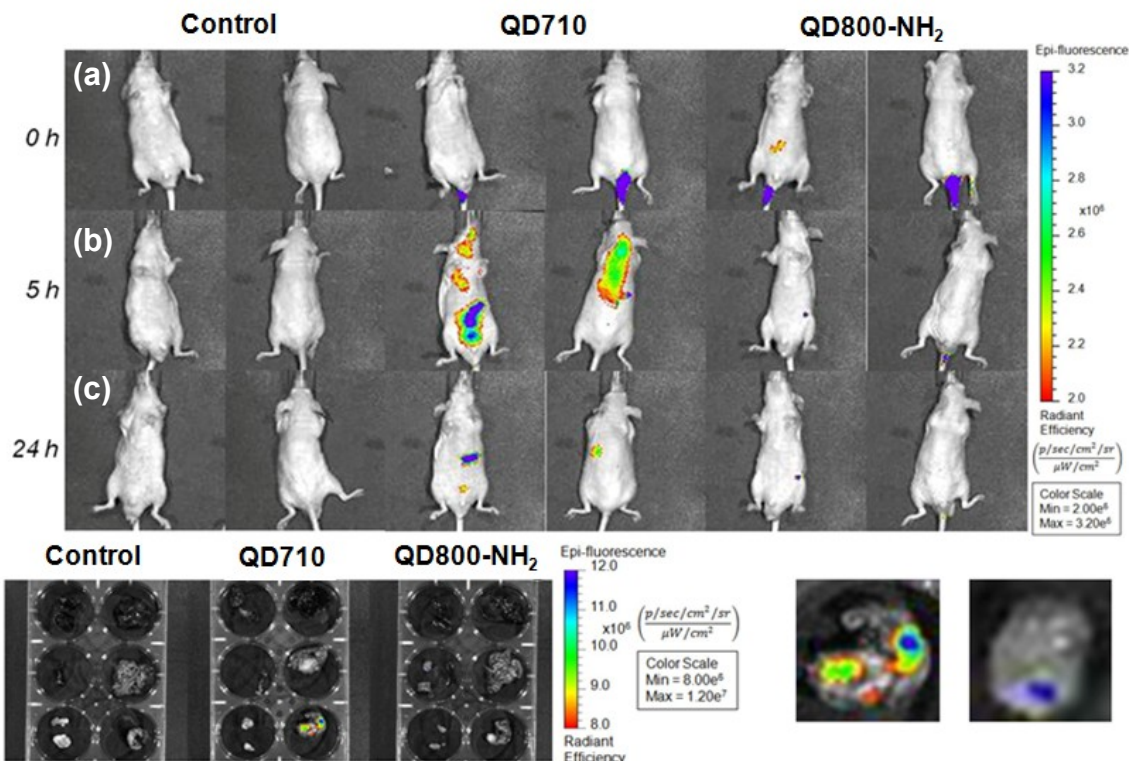 Control QD710 QD800-NH₂
(a)
0 h
(b)
5 h
(c)
24 h
Epi-fluorescence
3.2
3.0
2.8
x10⁶
2.6
2.4
2.2
2.0
Radiant
Efficiency
(p/sec/cm²/sr / µW/cm²)
Color Scale
Min = 2.00e⁶
Max = 3.20e⁶
Control QD710 QD800-NH₂
Epi-fluorescence
12.0
11.0
x10⁶
10.0
9.0
8.0
Radiant
Efficiency
(p/sec/cm²/sr / µW/cm²)
Color Scale
Min = 8.00e⁶
Max = 1.20e⁷